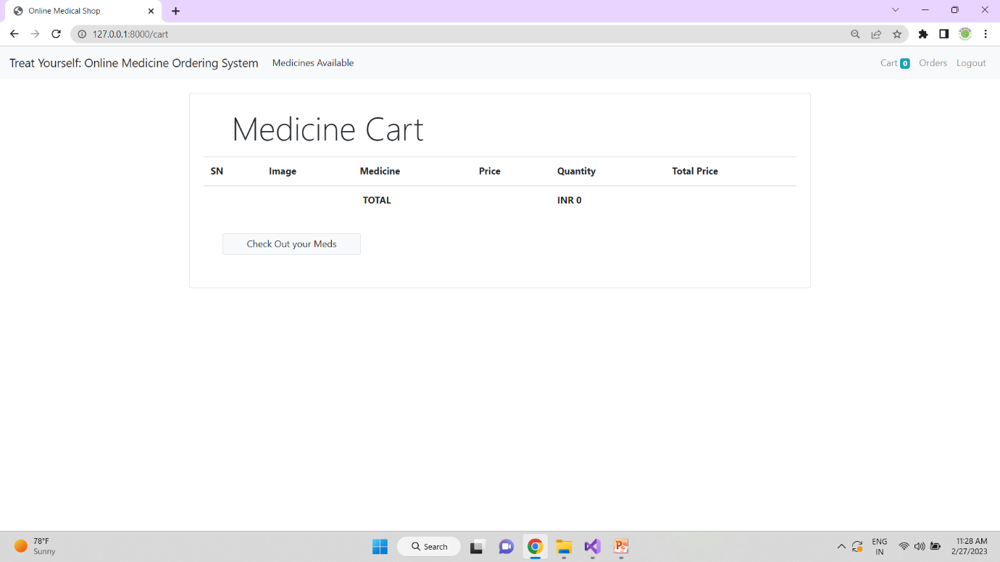 Online Medical Shop
127.0.0.1:8000/cart
Treat Yourself: Online Medicine Ordering System Medicines Available Cart 0 Orders Logout
Medicine Cart
SN Image Medicine Price Quantity Total Price
TOTAL INR 0
Check Out your Meds
78°F
Sunny
Search
ENG
IN
11:28 AM
2/27/2023